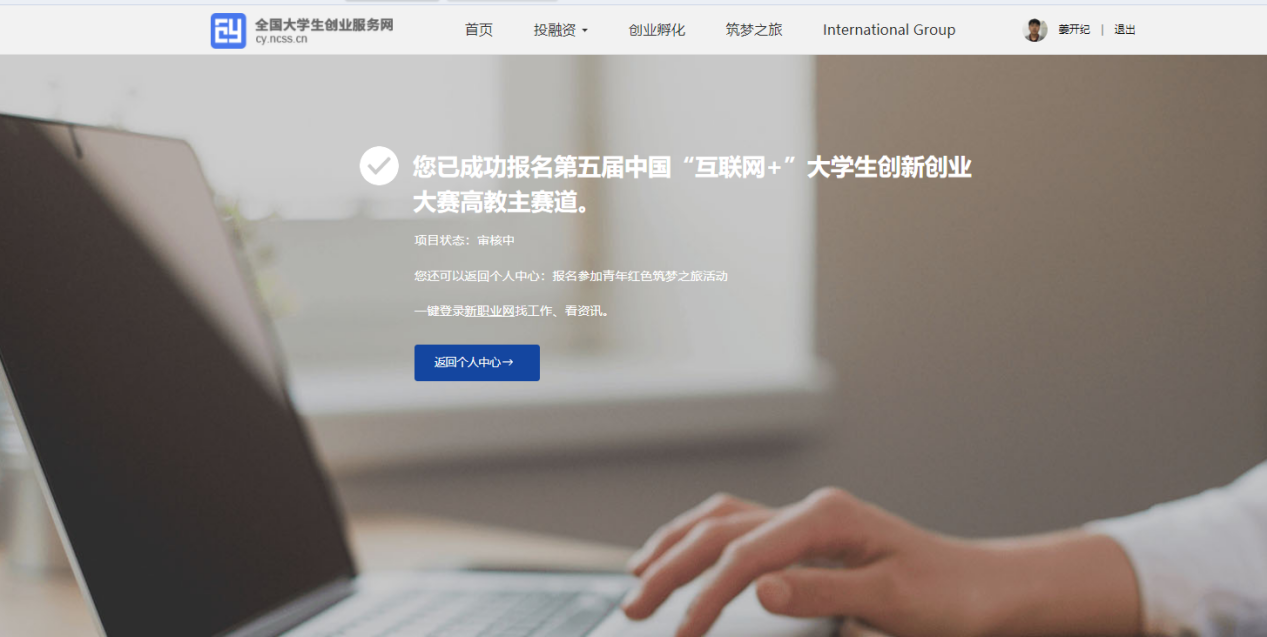 全国大学生创业服务网
cy.ncss.cn
首页 投融资 创业孵化 筑梦之旅 International Group 姜开纪 | 退出
您已成功报名第五届中国“互联网+”大学生创新创业
大赛高教主赛道。
项目状态：审核中
您还可以返回个人中心：报名参加青年红色筑梦之旅活动
一键登录新职业网找工作、看资讯。
返回个人中心→